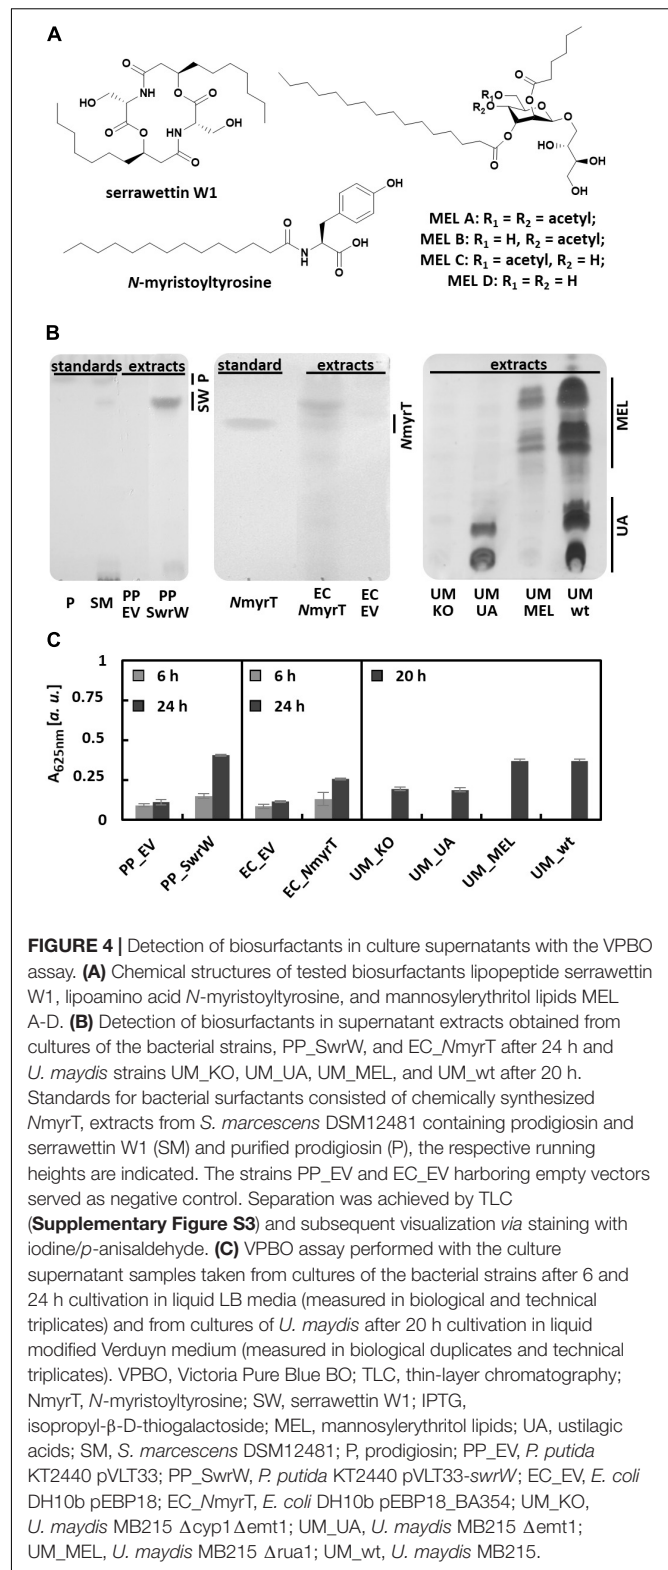 A
O
O
NH
HO
O
O
O
O
HN
OH
O
serrawettin W1
O
R₁O
R₂O
O
O
O
O
O
O
HO
OH
OH
OH
O
N
H
OH
O
N-myristoyltyrosine
MEL A: R₁ = R₂ = acetyl;
MEL B: R₁ = H, R₂ = acetyl;
MEL C: R₁ = acetyl, R₂ = H;
MEL D: R₁ = R₂ = H
B
standards extracts
SW P
P SM PP EV PP SwrW
standard extracts
NmyrT
NmyrT EC NmyrT EC EV
extracts
MEL
UA
UM KO UM UA UM MEL UM wt
C
A625nm [a. u.]
1
0.75
0.5
0.25
0
6 h
24 h
6 h
24 h
20 h
PP_EV
PP_SwrW
EC_EV
EC_NmyrT
UM_KO
UM_UA
UM_MEL
UM_wt
FIGURE 4 | Detection of biosurfactants in culture supernatants with the VPBO
assay. (A) Chemical structures of tested biosurfactants lipopeptide serrawettin
W1, lipoamino acid N-myristoyltyrosine, and mannosylerythritol lipids MEL
A-D. (B) Detection of biosurfactants in supernatant extracts obtained from
cultures of the bacterial strains, PP_SwrW, and EC_NmyrT after 24 h and
U. maydis strains UM_KO, UM_UA, UM_MEL, and UM_wt after 20 h.
Standards for bacterial surfactants consisted of chemically synthesized
NmyrT, extracts from S. marcescens DSM12481 containing prodigiosin and
serrawettin W1 (SM) and purified prodigiosin (P), the respective running
heights are indicated. The strains PP_EV and EC_EV harboring empty vectors
served as negative control. Separation was achieved by TLC
(Supplementary Figure S3) and subsequent visualization via staining with
iodine/p-anisaldehyde. (C) VPBO assay performed with the culture
supernatant samples taken from cultures of the bacterial strains after 6 and
24 h cultivation in liquid LB media (measured in biological and technical
triplicates) and from cultures of U. maydis after 20 h cultivation in liquid
modified Verduyn medium (measured in biological duplicates and technical
triplicates). VPBO, Victoria Pure Blue BO; TLC, thin-layer chromatography;
NmyrT, N-myristoyltyrosine; SW, serrawettin W1; IPTG,
isopropyl-β-D-thiogalactoside; MEL, mannosylerythritol lipids; UA, ustilagic
acids; SM, S. marcescens DSM12481; P, prodigiosin; PP_EV, P. putida
KT2440 pVLT33; PP_SwrW, P. putida KT2440 pVLT33-swrW; EC_EV, E. coli
DH10b pEBP18; EC_NmyrT, E. coli DH10b pEBP18_BA354; UM_KO,
U. maydis MB215 Δcyp1Δemt1; UM_UA, U. maydis MB215 Δemt1;
UM_MEL, U. maydis MB215 Δrua1; UM_wt, U. maydis MB215.